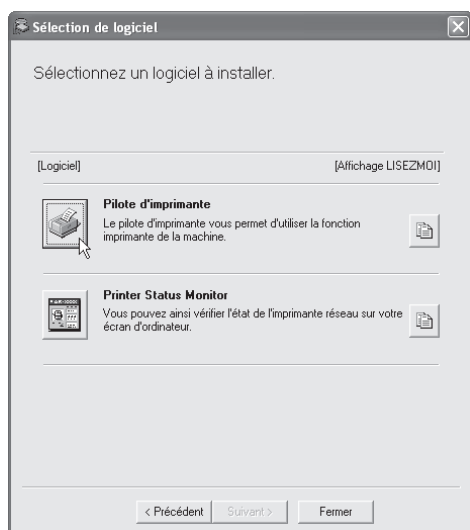 Sélection de logiciel
Sélectionnez un logiciel à installer.
[Logiciel] [Affichage LISEZMOI]
Pilote d'imprimante
Le pilote d'imprimante vous permet d'utiliser la fonction
imprimante de la machine.
Printer Status Monitor
Vous pouvez ainsi vérifier l'état de l'imprimante réseau sur votre
écran d'ordinateur.
< Précédent Suivant > Fermer